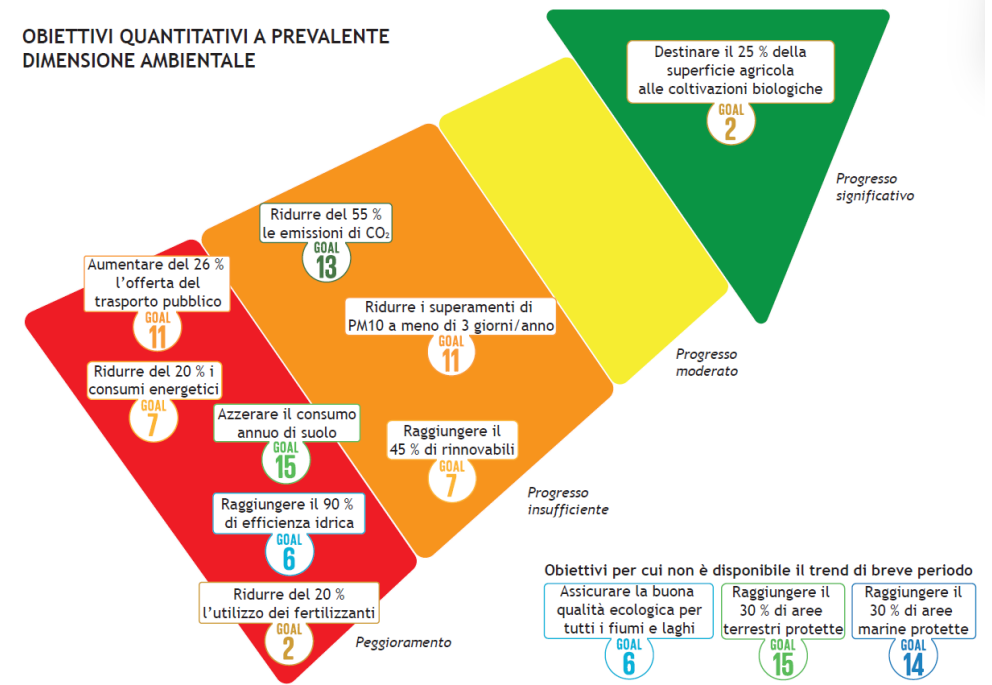 OBIETTIVI QUANTITATIVI A PREVALENTE
DIMENSIONE AMBIENTALE
Destinare il 25 % della
superficie agricola
alle coltivazioni biologiche
GOAL
2
Progresso
significativo
Ridurre del 55 %
le emissioni di CO₂
GOAL
13
Aumentare del 26 %
l’offerta del
trasporto pubblico
GOAL
11
Ridurre i superamenti di
PM10 a meno di 3 giorni/anno
GOAL
11
Progresso
moderato
Ridurre del 20 % i
consumi energetici
GOAL
7
Azzerare il consumo
annuo di suolo
GOAL
15
Raggiungere il
45 % di rinnovabili
GOAL
7
Progresso
insufficiente
Raggiungere il 90 %
di efficienza idrica
GOAL
6
Ridurre del 20 %
l’utilizzo dei fertilizzanti
GOAL
2
Peggioramento
Obiettivi per cui non è disponibile il trend di breve periodo
Assicurare la buona
qualità ecologica per
tutti i fiumi e laghi
GOAL
6
Raggiungere il
30 % di aree
terrestri protette
GOAL
15
Raggiungere il
30 % di aree
marine protette
GOAL
14